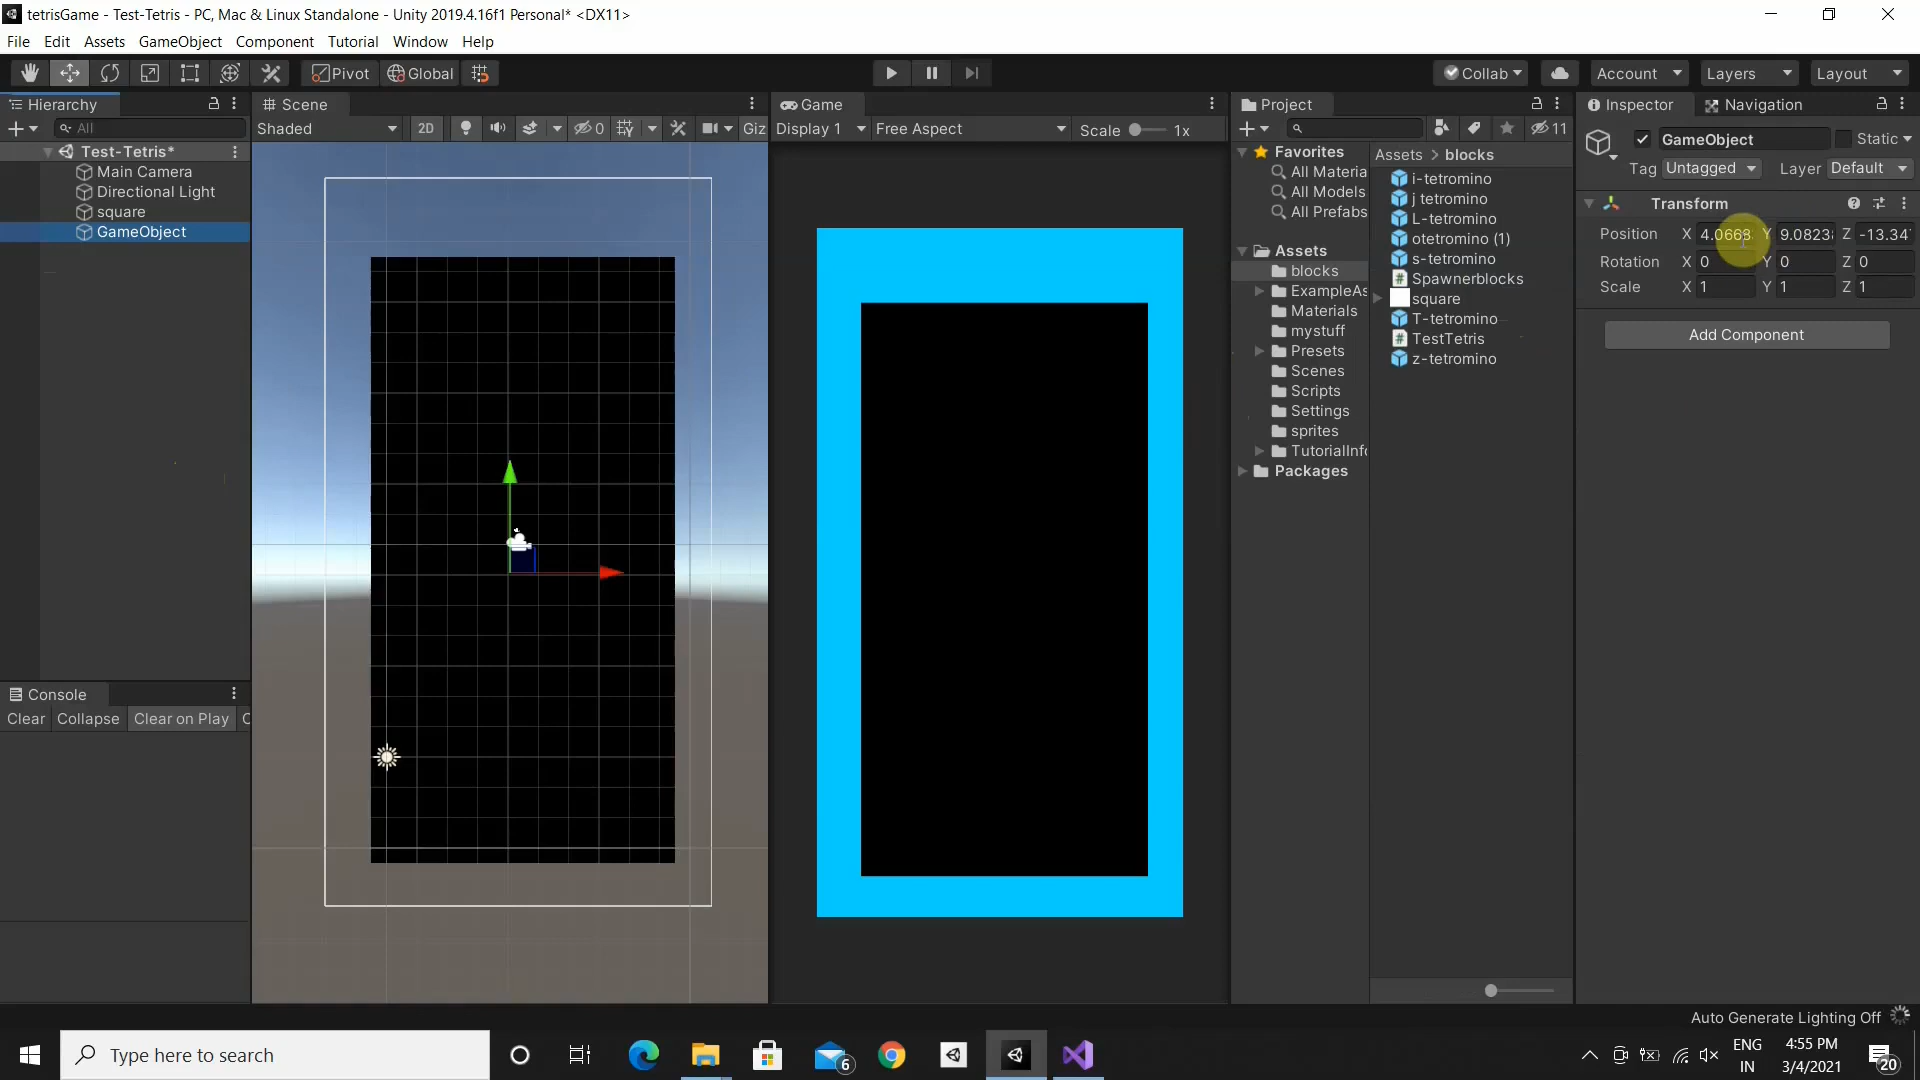 tetrisGame - Test-Tetris - PC, Mac & Linux Standalone - Unity 2019.4.16f1 Personal* <DX11>
File Edit Assets GameObject Component Tutorial Window Help
Pivot Global Collab Account Layers Layout
Hierarchy
All
Test-Tetris*
Main Camera
Directional Light
square
GameObject
Console
Clear Collapse Clear on Play
Scene
Shaded 2D 0 Giz
Game
Display 1 Free Aspect Scale 1x
Project
11
Favorites
All Materia
All Models
All Prefabs
Assets
blocks
ExampleAs
Materials
mystuff
Presets
Scenes
Scripts
Settings
sprites
TutorialInfo
Packages
Assets > blocks
i-tetromino
j tetromino
L-tetromino
otetromino (1)
s-tetromino
Spawnerblocks
square
T-tetromino
TestTetris
z-tetromino
Inspector Navigation
GameObject Static
Tag Untagged Layer Default
Transform
Position X 4.0668 Y 9.0823 Z -13.34
Rotation X 0 Y 0 Z 0
Scale X 1 Y 1 Z 1
Add Component
Auto Generate Lighting Off
Type here to search
6
ENG
IN
4:55 PM
3/4/2021
20